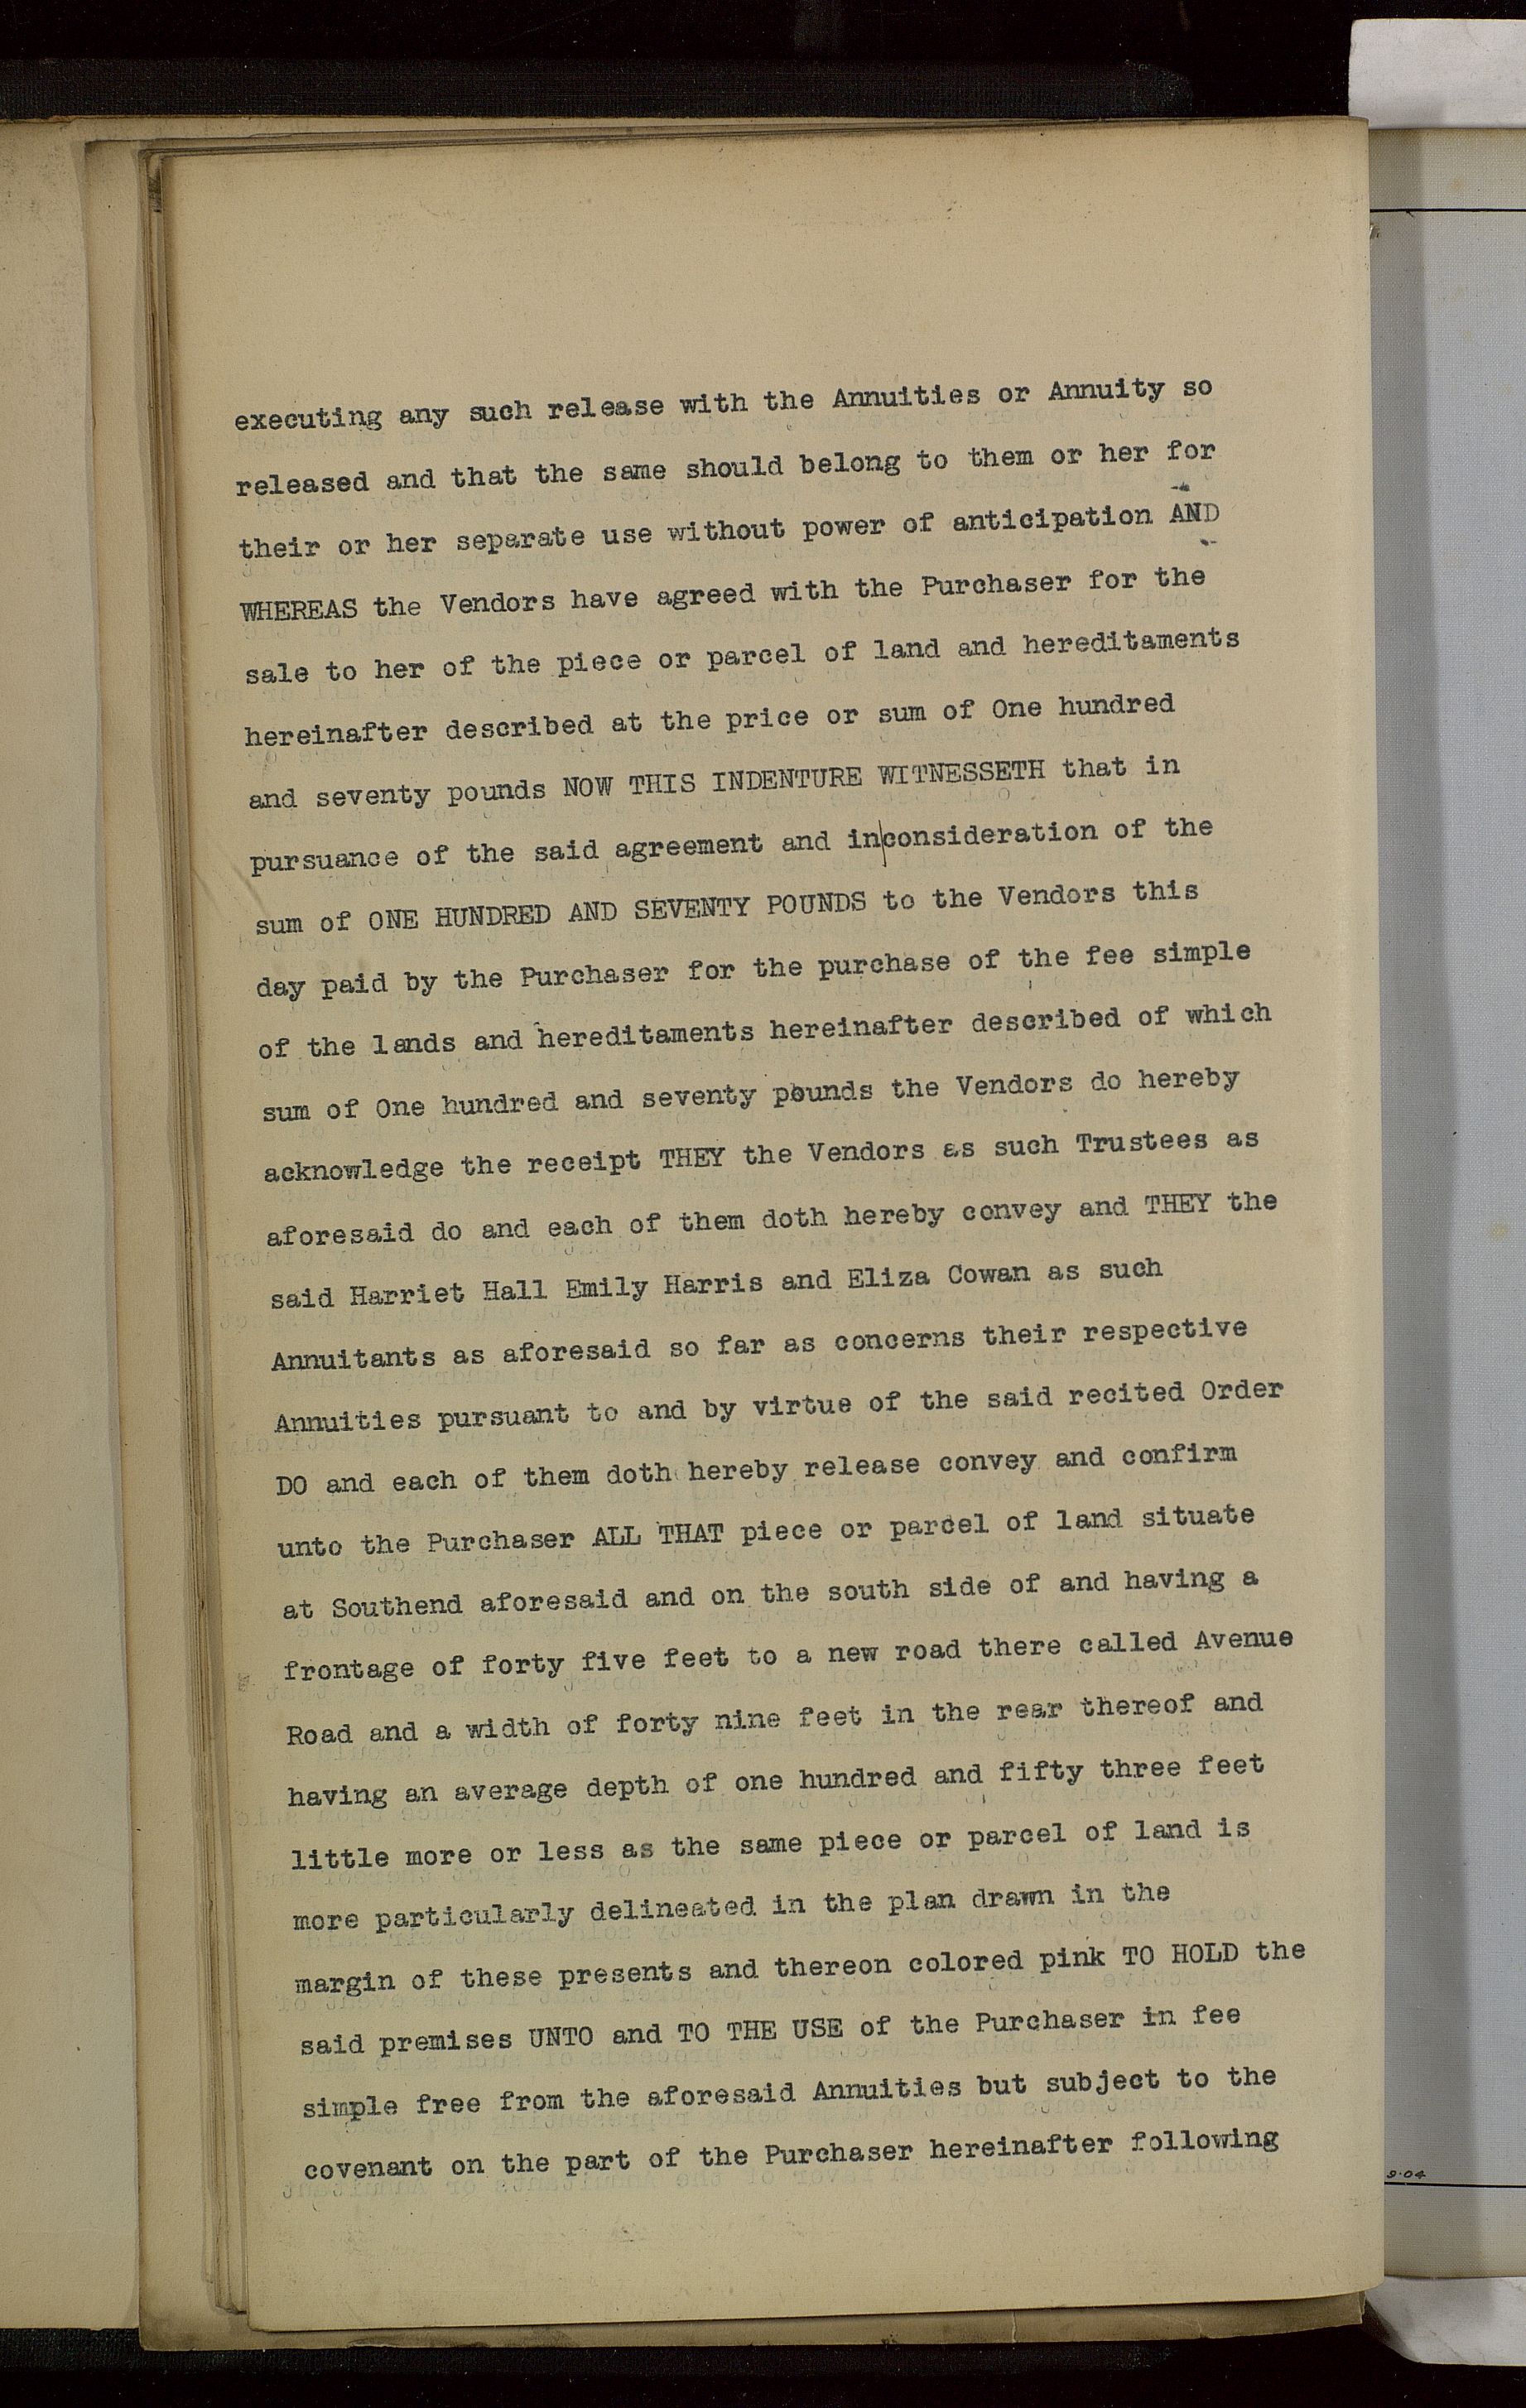 executing any such release with the Annuities or Annuity so
released and that the same should belong to them or her for
their or her separate use without power of anticipation AND
WHEREAS the Vendors have agreed with the Purchaser for the
sale to her of the piece or parcel of land and hereditaments
hereinafter described at the price or sum of One hundred
and seventy pounds NOW THIS INDENTURE WITNESSETH that in
pursuance of the said agreement and in|consideration of the
sum of ONE HUNDRED AND SEVENTY POUNDS to the Vendors this
day paid by the Purchaser for the purchase of the fee simple
of the lands and hereditaments hereinafter described of which
sum of One hundred and seventy pounds the Vendors do hereby
acknowledge the receipt THEY the Vendors as such Trustees as
aforesaid do and each of them doth hereby convey and THEY the
said Harriet Hall Emily Harris and Eliza Cowan as such
Annuitants as aforesaid so far as concerns their respective
Annuities pursuant to and by virtue of the said recited Order
DO and each of them doth hereby release convey and confirm
unto the Purchaser ALL THAT piece or parcel of land situate
at Southend aforesaid and on the south side of and having a
frontage of forty five feet to a new road there called Avenue
Road and a width of forty nine feet in the rear thereof and
having an average depth of one hundred and fifty three feet
little more or less as the same piece or parcel of land is
more particularly delineated in the plan drawn in the
margin of these presents and thereon colored pink TO HOLD the
said premises UNTO and TO THE USE of the Purchaser in fee
simple free from the aforesaid Annuities but subject to the
covenant on the part of the Purchaser hereinafter following
9·04